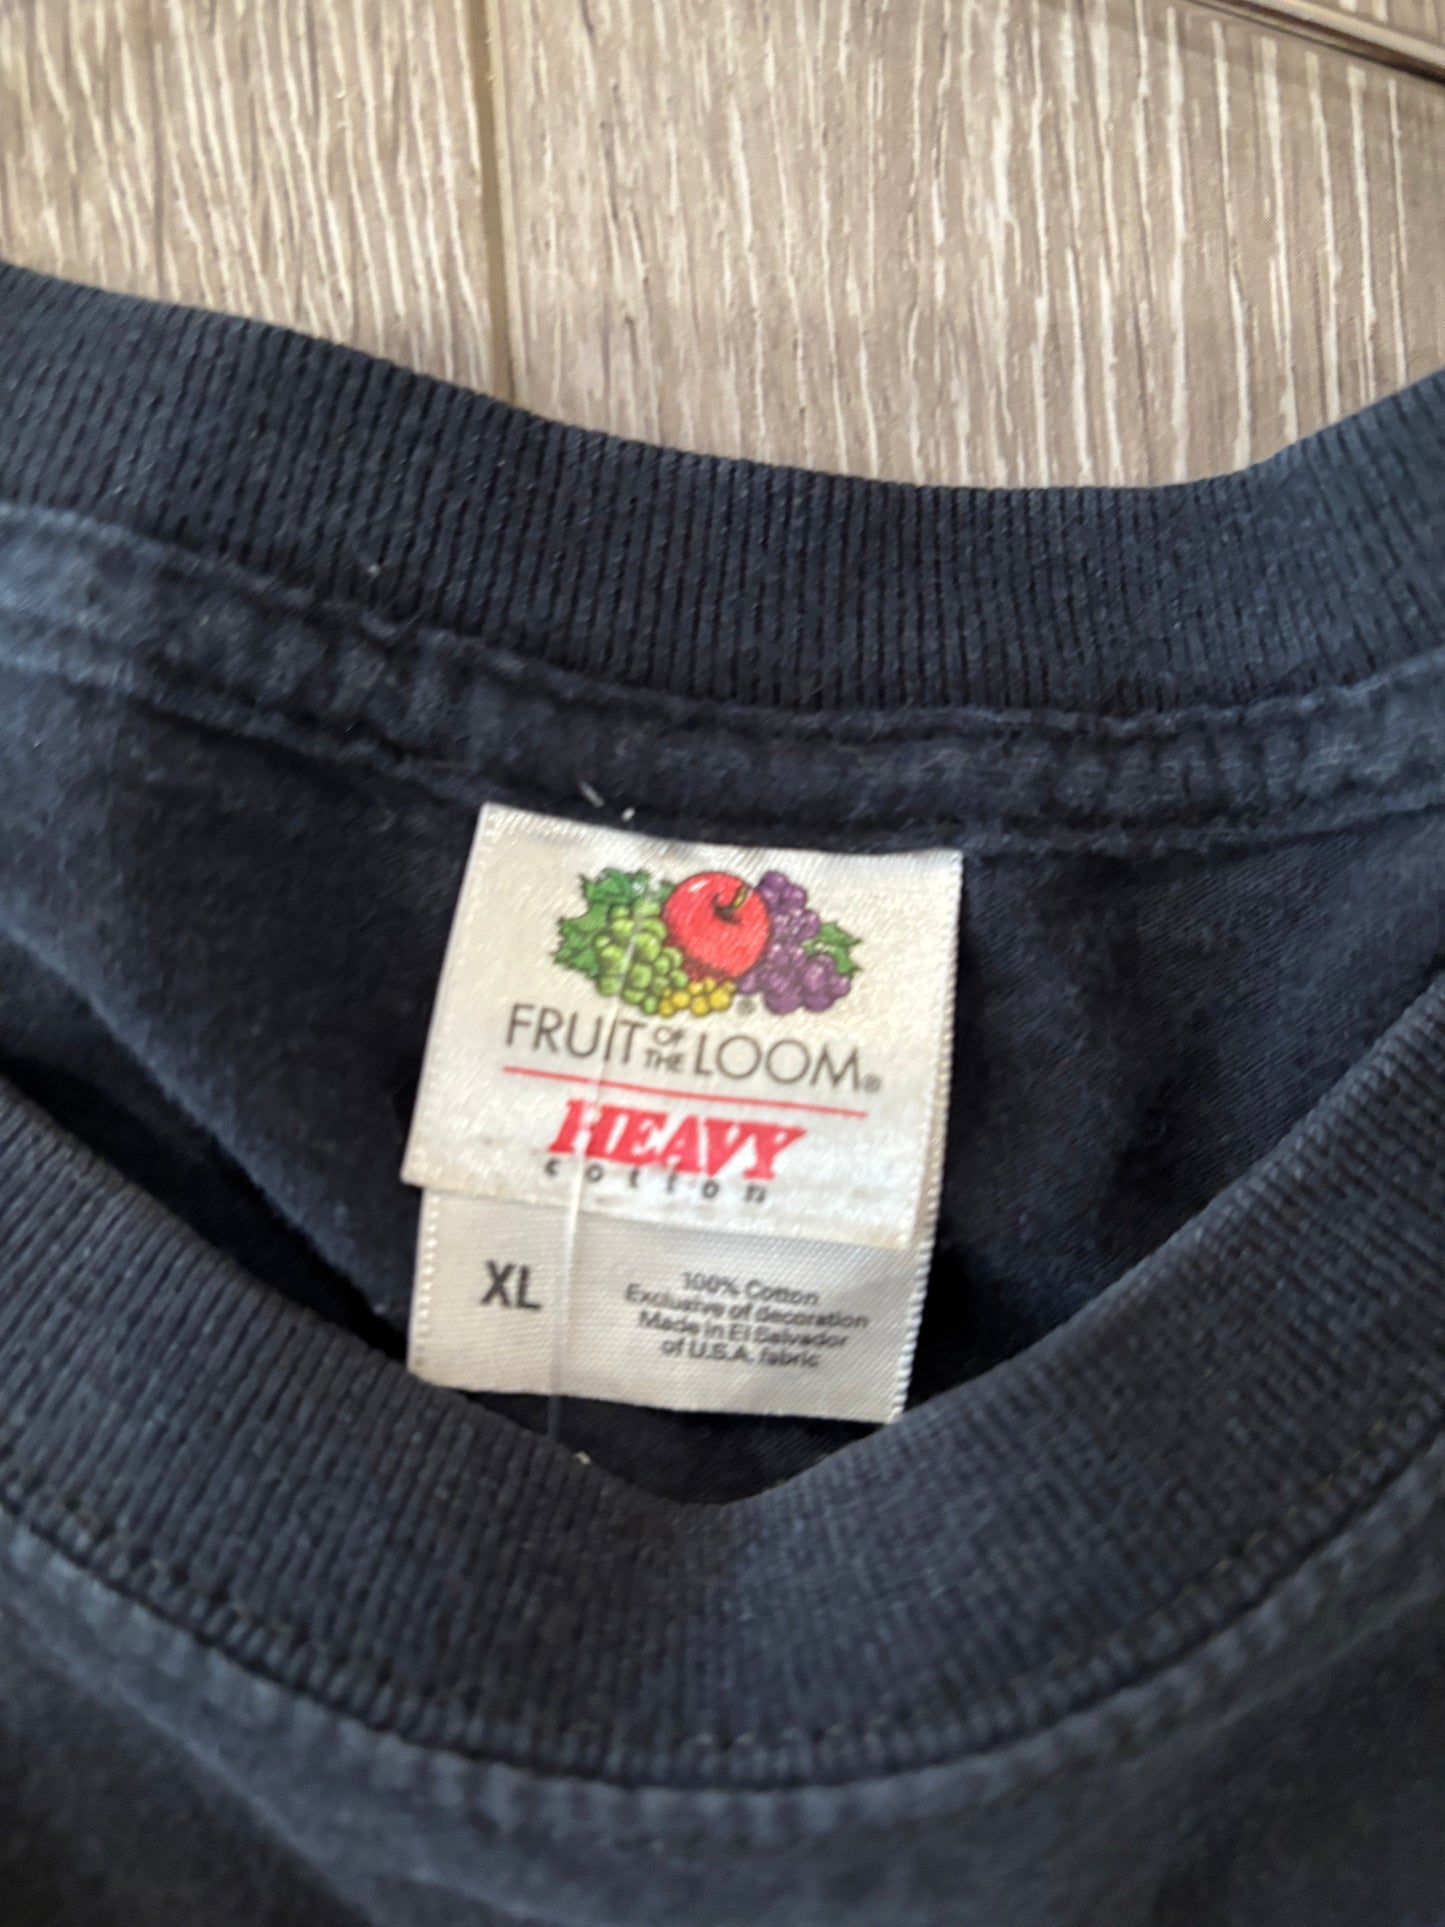 FRUIT OF THE LOOM®
HEAVY
cotton
XL
100% Cotton
Exclusive of decoration
Made in El Salvador
of U.S.A. fabric